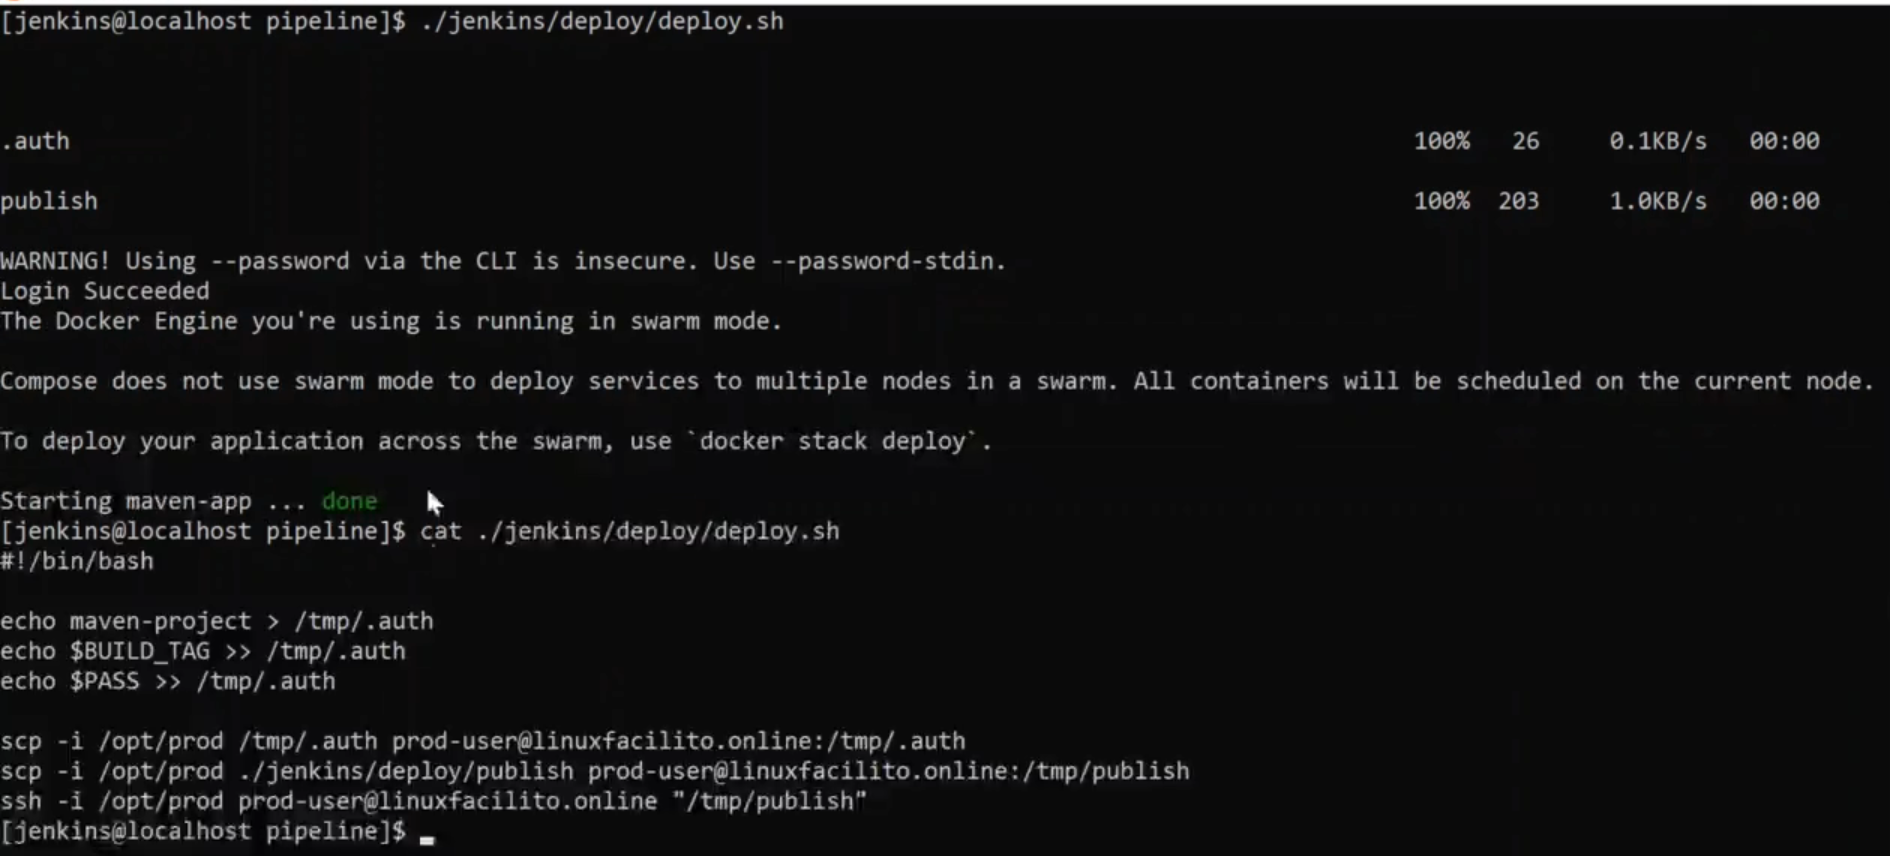 [jenkins@localhost pipeline]$ ./jenkins/deploy/deploy.sh
.auth 100% 26 0.1KB/s 00:00
publish 100% 203 1.0KB/s 00:00
WARNING! Using --password via the CLI is insecure. Use --password-stdin.
Login Succeeded
The Docker Engine you're using is running in swarm mode.
Compose does not use swarm mode to deploy services to multiple nodes in a swarm. All containers will be scheduled on the current node.
To deploy your application across the swarm, use `docker stack deploy`.
Starting maven-app ... done
[jenkins@localhost pipeline]$ cat ./jenkins/deploy/deploy.sh
#!/bin/bash
echo maven-project > /tmp/.auth
echo $BUILD_TAG >> /tmp/.auth
echo $PASS >> /tmp/.auth
scp -i /opt/prod /tmp/.auth prod-user@linuxfacilito.online:/tmp/.auth
scp -i /opt/prod ./jenkins/deploy/publish prod-user@linuxfacilito.online:/tmp/publish
ssh -i /opt/prod prod-user@linuxfacilito.online "/tmp/publish"
[jenkins@localhost pipeline]$